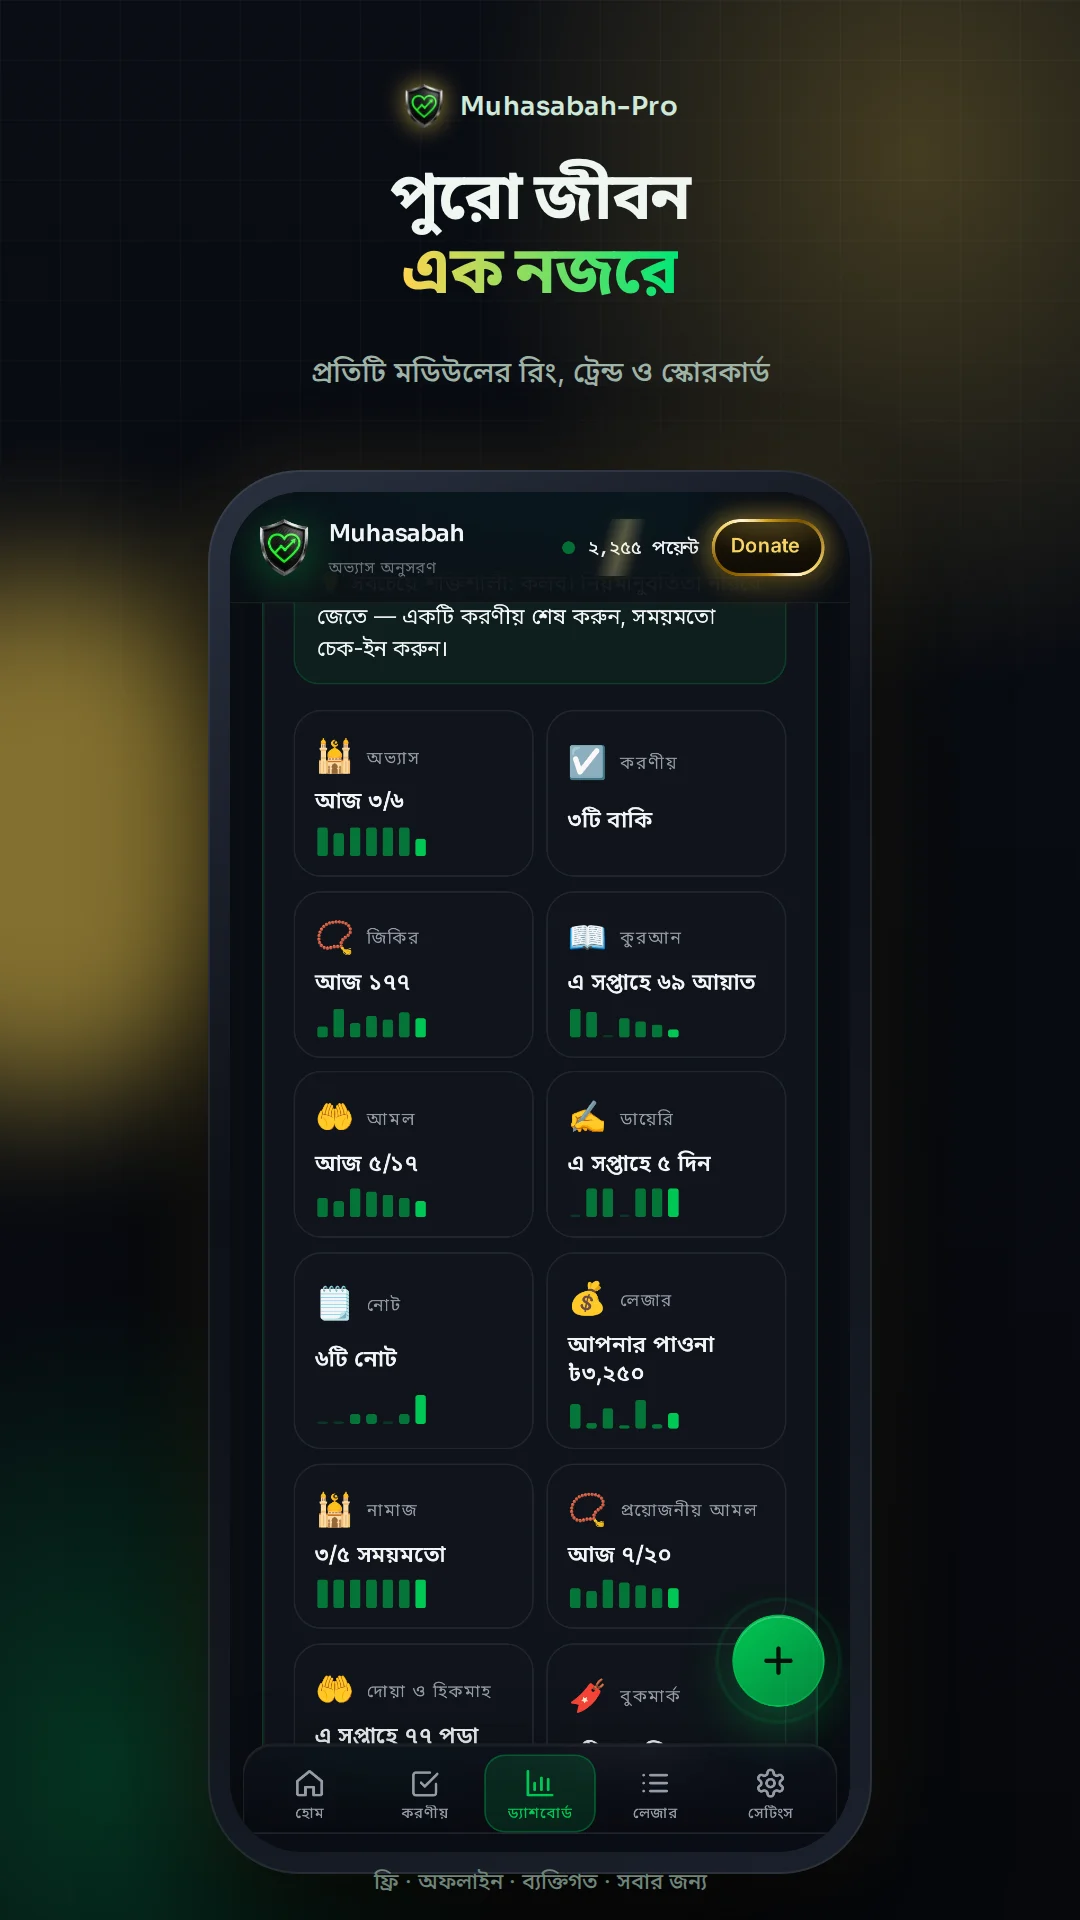 Muhasabah-Pro
পুরো জীবন
এক নজরে
প্রতিটি মডিউলের রিং, ট্রেন্ড ও স্কোরকার্ড
Muhasabah
অভ্যাস অনুসরণ
২,২৫৫ পয়েন্ট
Donate
জেতে — একটি করণীয় শেষ করুন, সময়মতো
চেক-ইন করুন।
অভ্যাস
আজ ৩/৬
করণীয়
৩টি বাকি
জিকির
আজ ১৭৭
কুরআন
এ সপ্তাহে ৬৯ আয়াত
আমল
আজ ৫/১৭
ডায়েরি
এ সপ্তাহে ৫ দিন
নোট
৬টি নোট
লেজার
আপনার পাওনা
৳৩,২৫০
নামাজ
৩/৫ সময়মতো
প্রয়োজনীয় আমল
আজ ৭/২০
দোয়া ও হিকমাহ
এ সপ্তাহে ৭৭ পড়া
বুকমার্ক
হোম
করণীয়
ড্যাশবোর্ড
লেজার
সেটিংস
ফ্রি · অফলাইন · ব্যক্তিগত · সবার জন্য